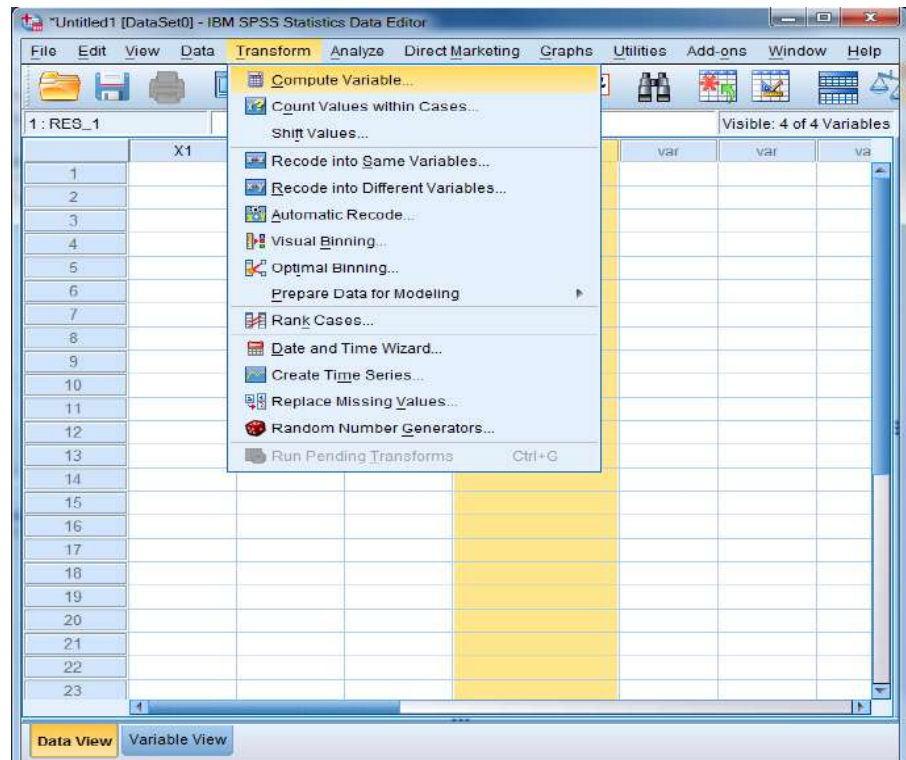 *Untitled1 [DataSet0] - IBM SPSS Statistics Data Editor
File Edit View Data Transform Analyze Direct Marketing Graphs Utilities Add-ons Window Help
1 : RES_1
Visible: 4 of 4 Variables
X1 var var va
Compute Variable...
Count Values within Cases...
Shift Values...
Recode into Same Variables...
Recode into Different Variables...
Automatic Recode...
Visual Binning...
Optimal Binning...
Prepare Data for Modeling
Rank Cases...
Date and Time Wizard...
Create Time Series...
Replace Missing Values...
Random Number Generators...
Run Pending Transforms Ctrl+G
1
2
3
4
5
6
7
8
9
10
11
12
13
14
15
16
17
18
19
20
21
22
23
Data View Variable View